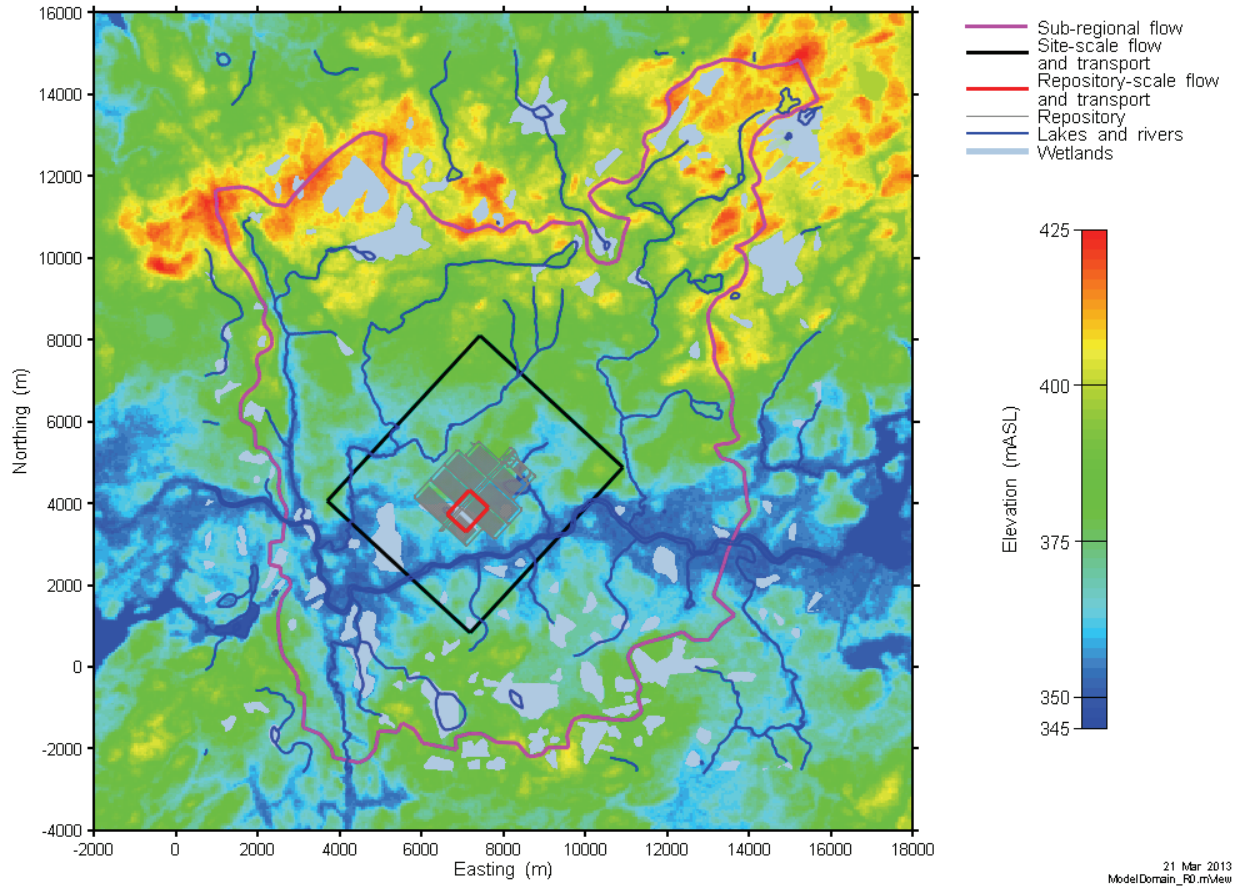 16000
14000
12000
10000
8000
6000
4000
2000
0
-2000
-4000
Northing (m)
-2000
0
2000
4000
6000
8000
10000
12000
14000
16000
18000
Easting (m)
Sub-regional flow
Site-scale flow
and transport
Repository-scale flow
and transport
Repository
Lakes and rivers
Wetlands
425
400
375
350
345
Elevation (mASL)
21 Mar 2013
ModelDomain_R0.mView